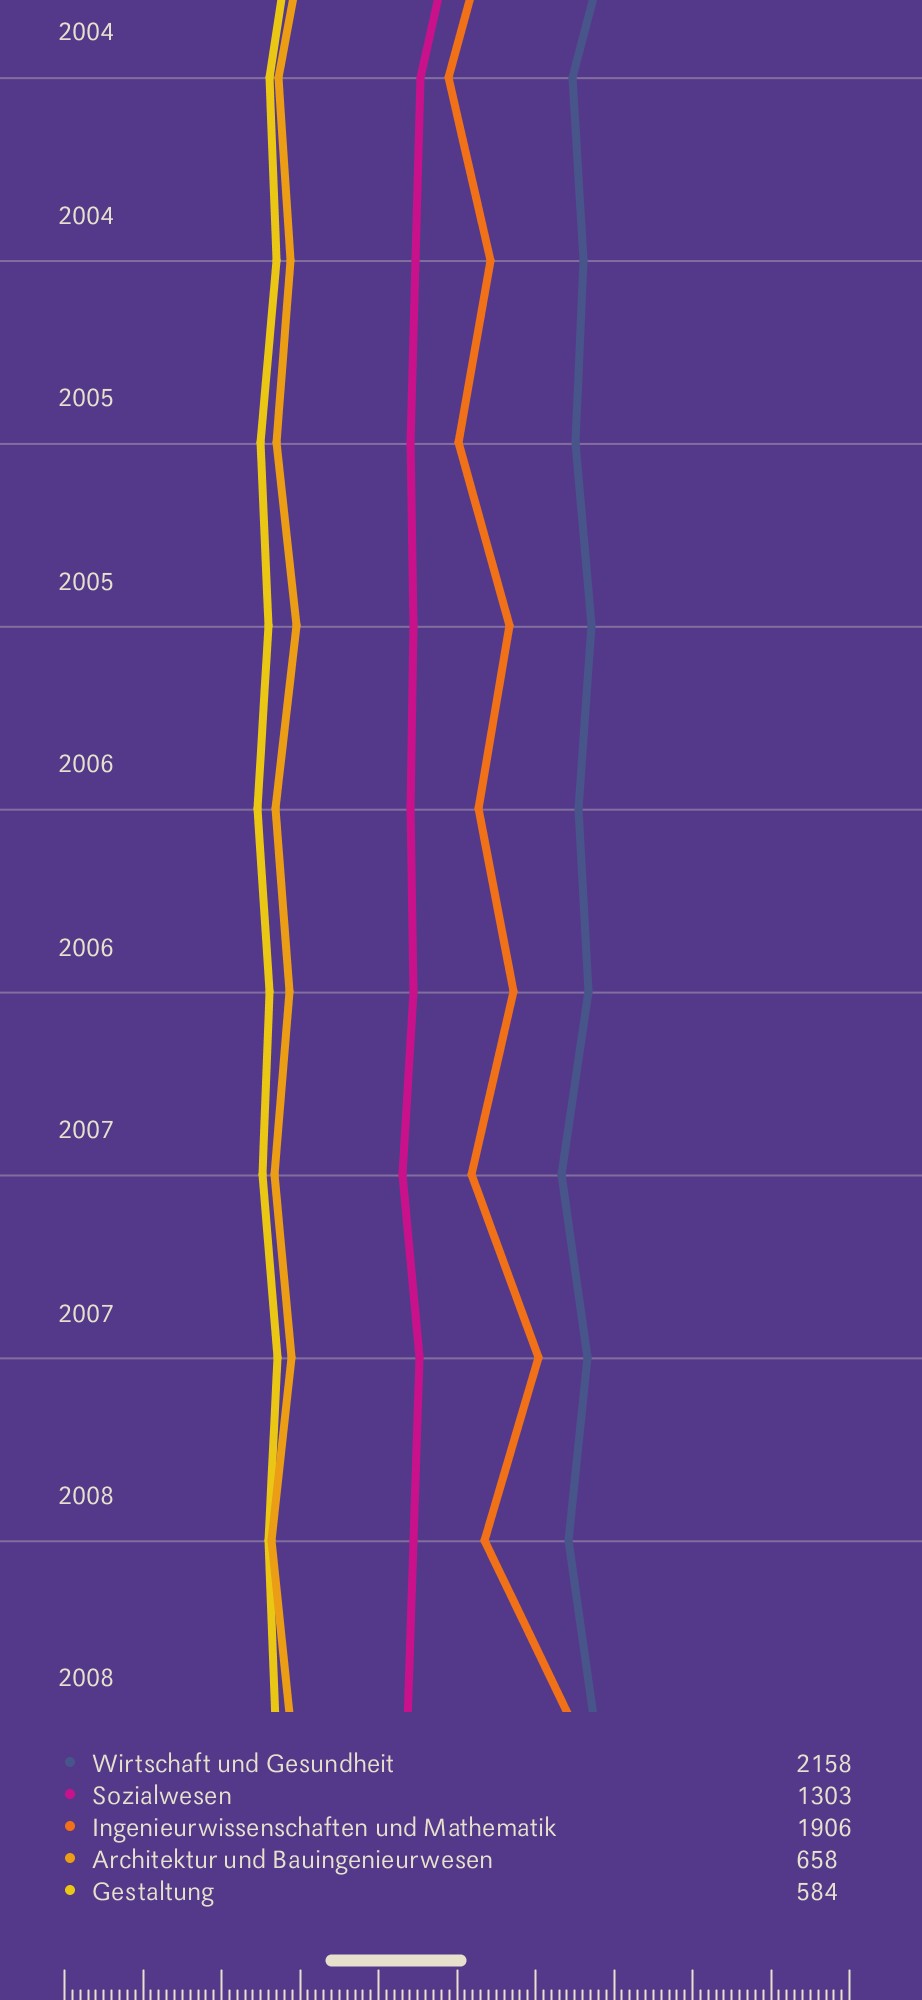 2004
2004
2005
2005
2006
2006
2007
2007
2008
2008
Wirtschaft und Gesundheit 2158
Sozialwesen 1303
Ingenieurwissenschaften und Mathematik 1906
Architektur und Bauingenieurwesen 658
Gestaltung 584